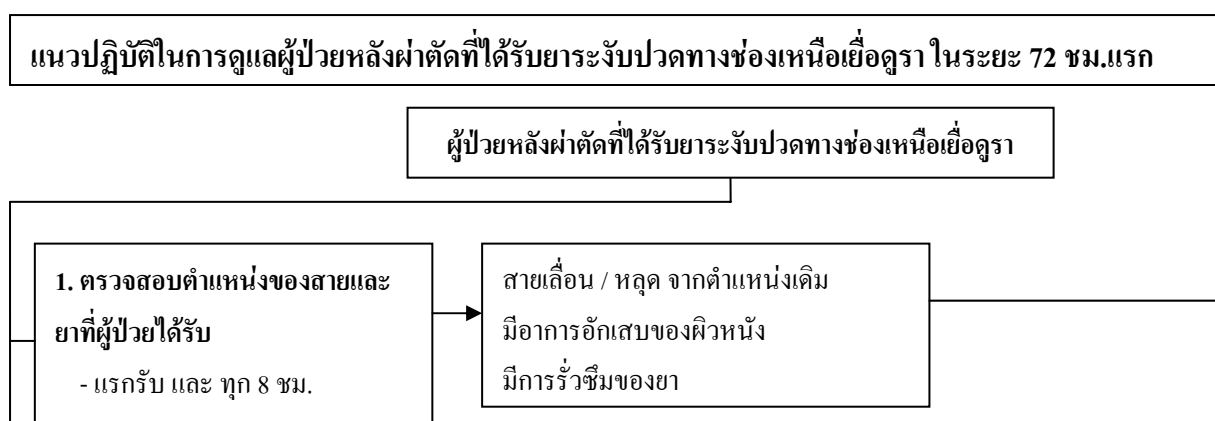 แนวปฏิบัติในการดูแลผู้ป่วยหลังผ่าตัดที่ได้รับยาระงับปวดทางช่องเหนือเยื่อดูรา ในระยะ 72 ชม.แรก
ผู้ป่วยหลังผ่าตัดที่ได้รับยาระงับปวดทางช่องเหนือเยื่อดูรา
1. ตรวจสอบตำแหน่งของสายและ
ยาที่ผู้ป่วยได้รับ
- แรกรับ และ ทุก 8 ชม.
สายเลื่อน / หลุด จากตำแหน่งเดิม
มีอาการอักเสบของผิวหนัง
มีการรั่วซึมของยา